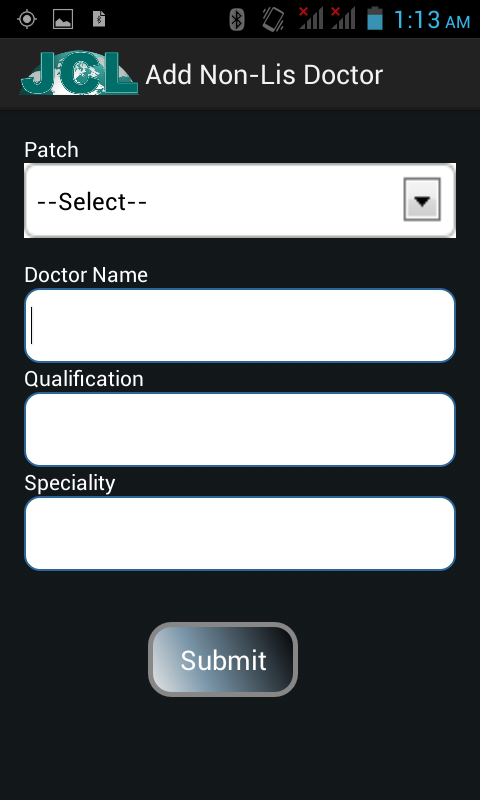 1:13 AM
JCL Add Non-Lis Doctor
Patch
--Select--
Doctor Name
Qualification
Speciality
Submit